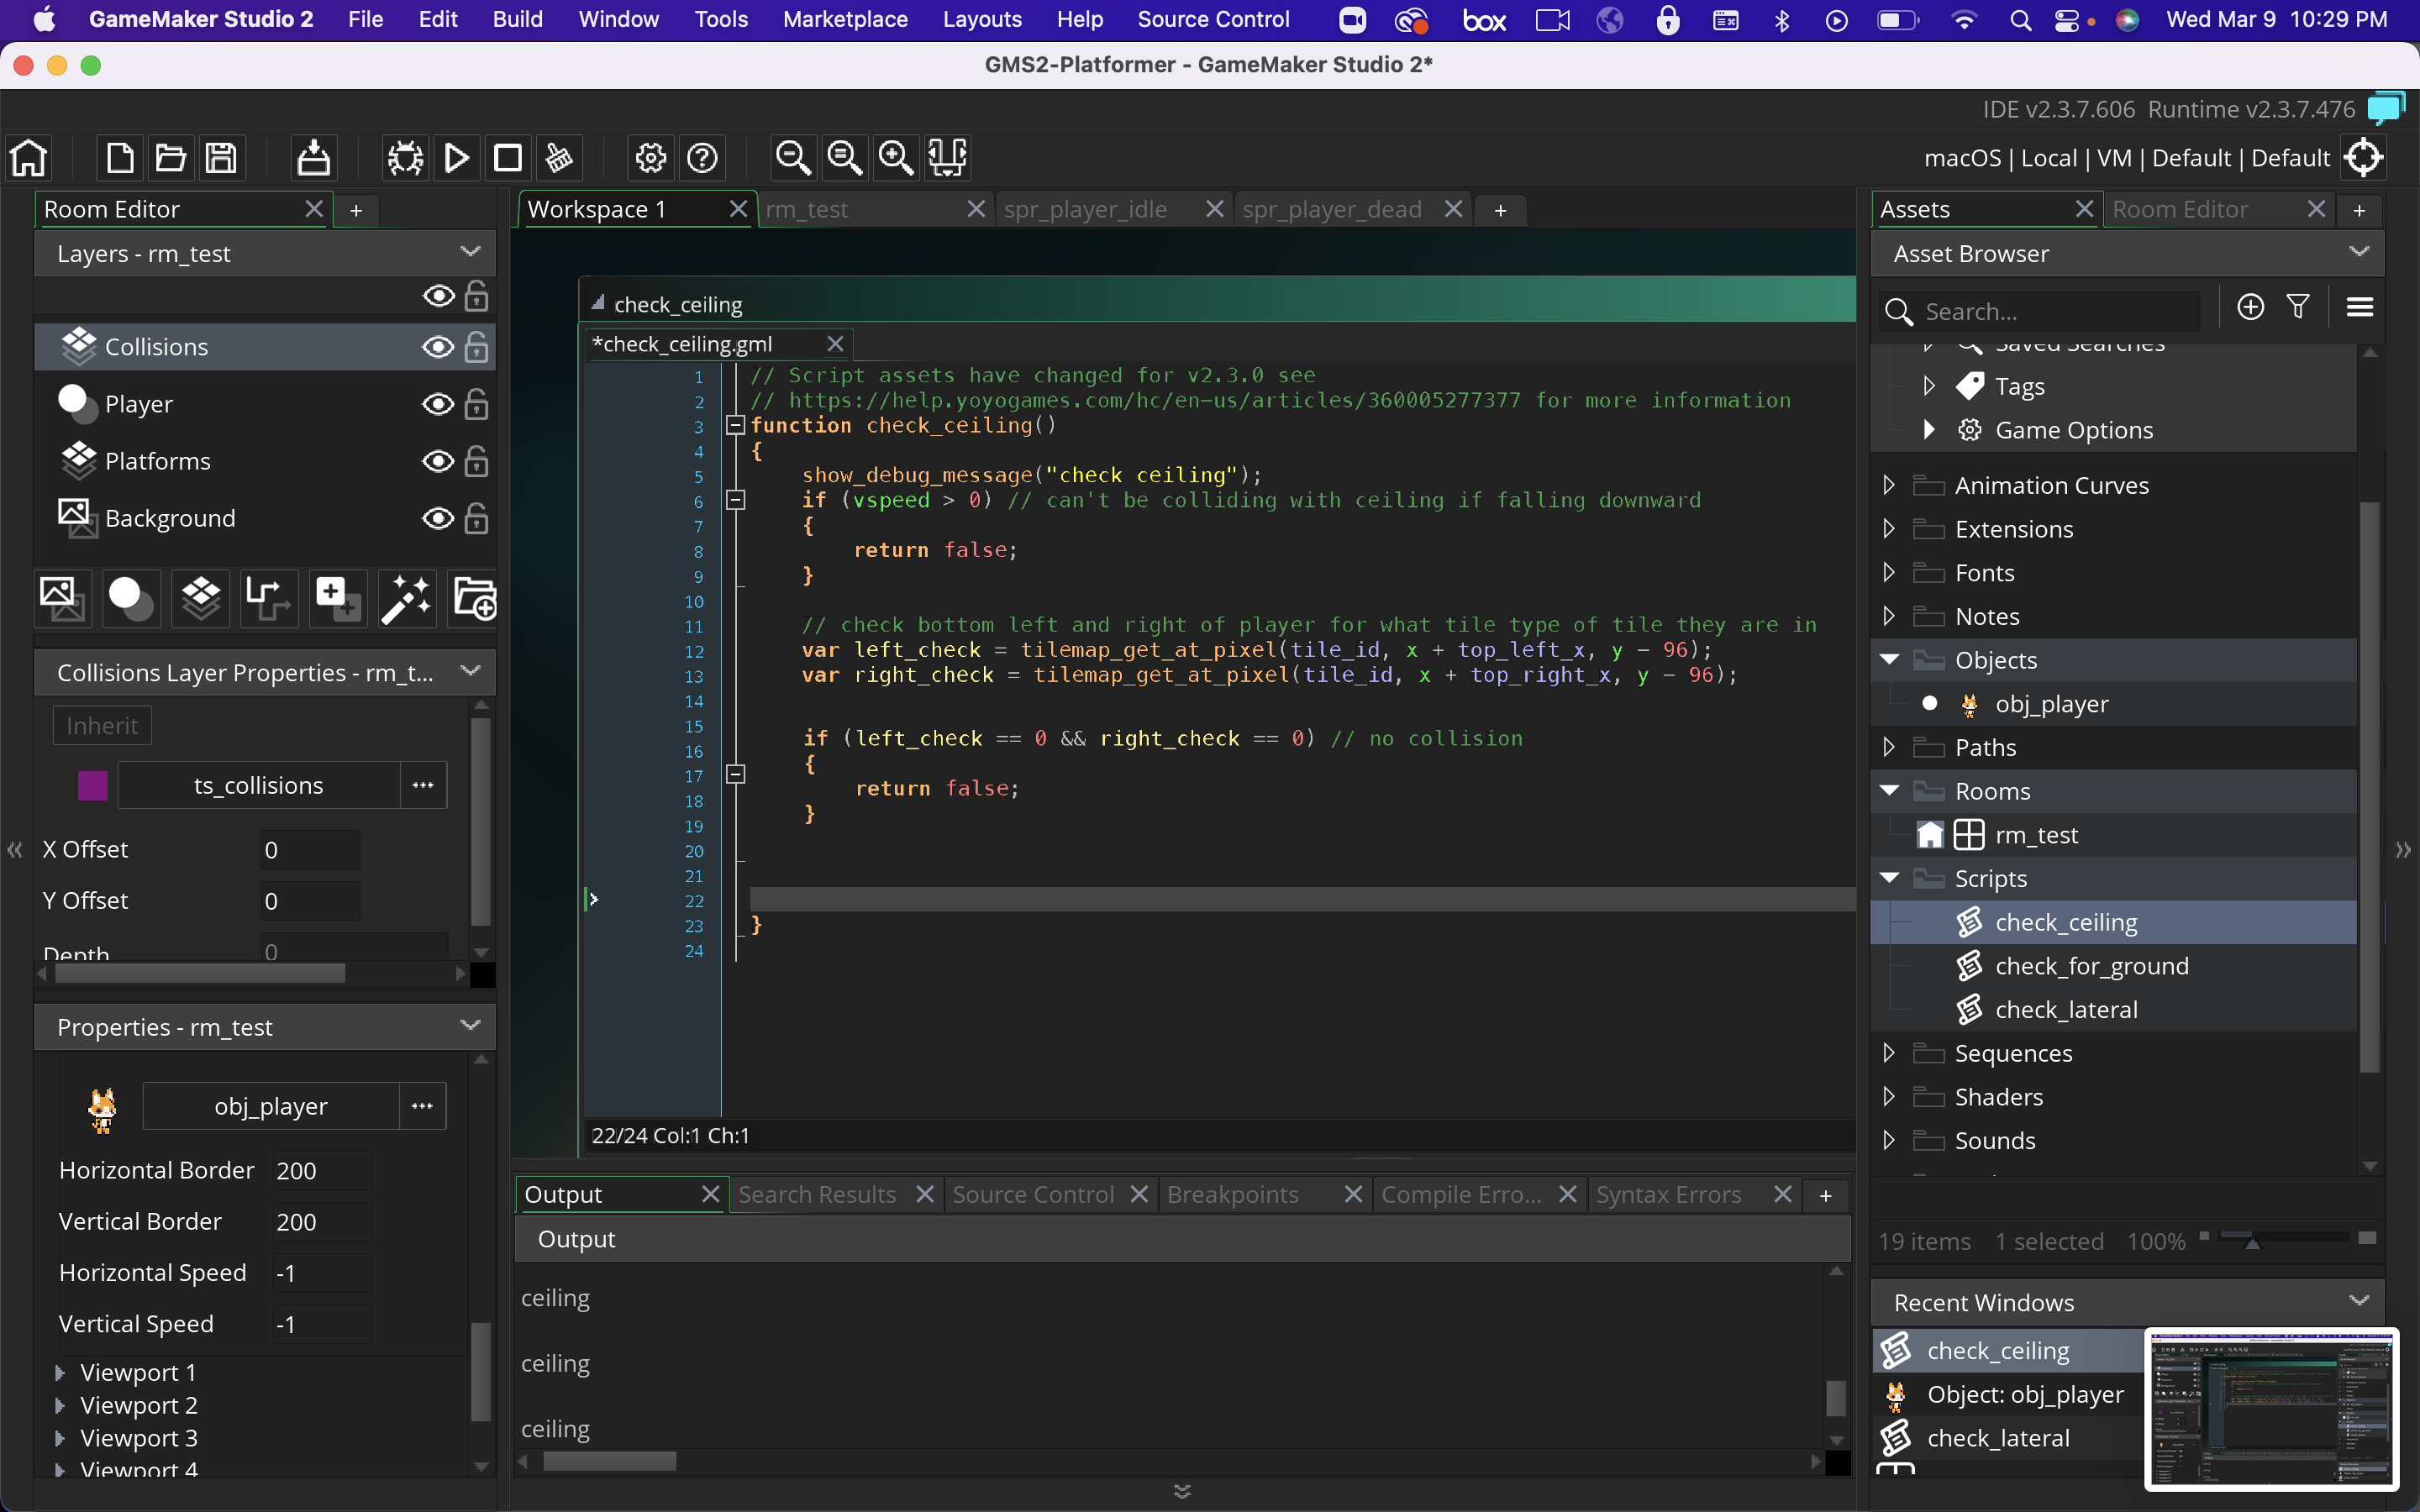 GameMaker Studio 2 File Edit Build Window Tools Marketplace Layouts Help Source Control box Wed Mar 9 10:29 PM
GMS2-Platformer - GameMaker Studio 2*
IDE v2.3.7.606 Runtime v2.3.7.476
macOS | Local | VM | Default | Default
Room Editor
Layers - rm_test
Collisions
Player
Platforms
Background
Collisions Layer Properties - rm_t...
Inherit
ts_collisions
X Offset 0
Y Offset 0
Depth 0
Properties - rm_test
obj_player
Horizontal Border 200
Vertical Border 200
Horizontal Speed -1
Vertical Speed -1
Viewport 1
Viewport 2
Viewport 3
Viewport 4
Workspace 1 rm_test spr_player_idle spr_player_dead
check_ceiling
*check_ceiling.gml
1 // Script assets have changed for v2.3.0 see
2 // https://help.yoyogames.com/hc/en-us/articles/360005277377 for more information
3 function check_ceiling()
4 {
5 show_debug_message("check ceiling");
6 if (vspeed > 0) // can't be colliding with ceiling if falling downward
7 {
8 return false;
9 }
10
11 // check bottom left and right of player for what tile type of tile they are in
12 var left_check = tilemap_get_at_pixel(tile_id, x + top_left_x, y - 96);
13 var right_check = tilemap_get_at_pixel(tile_id, x + top_right_x, y - 96);
14
15
16 if (left_check == 0 && right_check == 0) // no collision
17 {
18 return false;
19 }
20
21
22
23 }
24
22/24 Col:1 Ch:1
Output Search Results Source Control Breakpoints Compile Erro... Syntax Errors
Output
ceiling
ceiling
ceiling
Assets Room Editor
Asset Browser
Search...
Saved Searches
Tags
Game Options
Animation Curves
Extensions
Fonts
Notes
Objects
obj_player
Paths
Rooms
rm_test
Scripts
check_ceiling
check_for_ground
check_lateral
Sequences
Shaders
Sounds
19 items 1 selected 100%
Recent Windows
check_ceiling
Object: obj_player
check_lateral